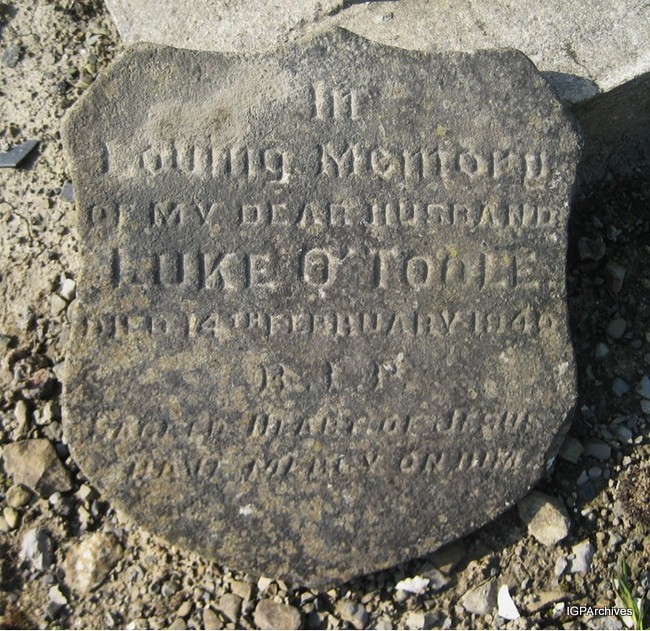 In
Loving Memory
OF MY DEAR HUSBAND
LUKE O'TOOLE
DIED 14TH FEBRUARY 1940
R.I.P.
SACRED HEART OF JESUS
HAVE MERCY ON HIM
IGPArchives